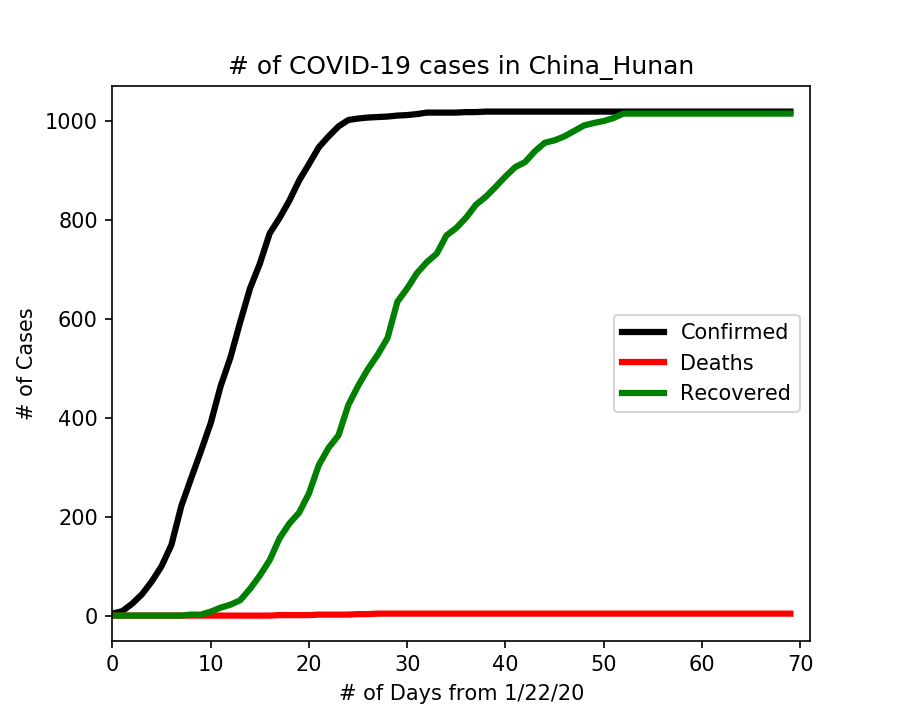 # of COVID-19 cases in China_Hunan
# of Cases
1000
800
600
400
200
0
Confirmed
Deaths
Recovered
0 10 20 30 40 50 60 70
# of Days from 1/22/20